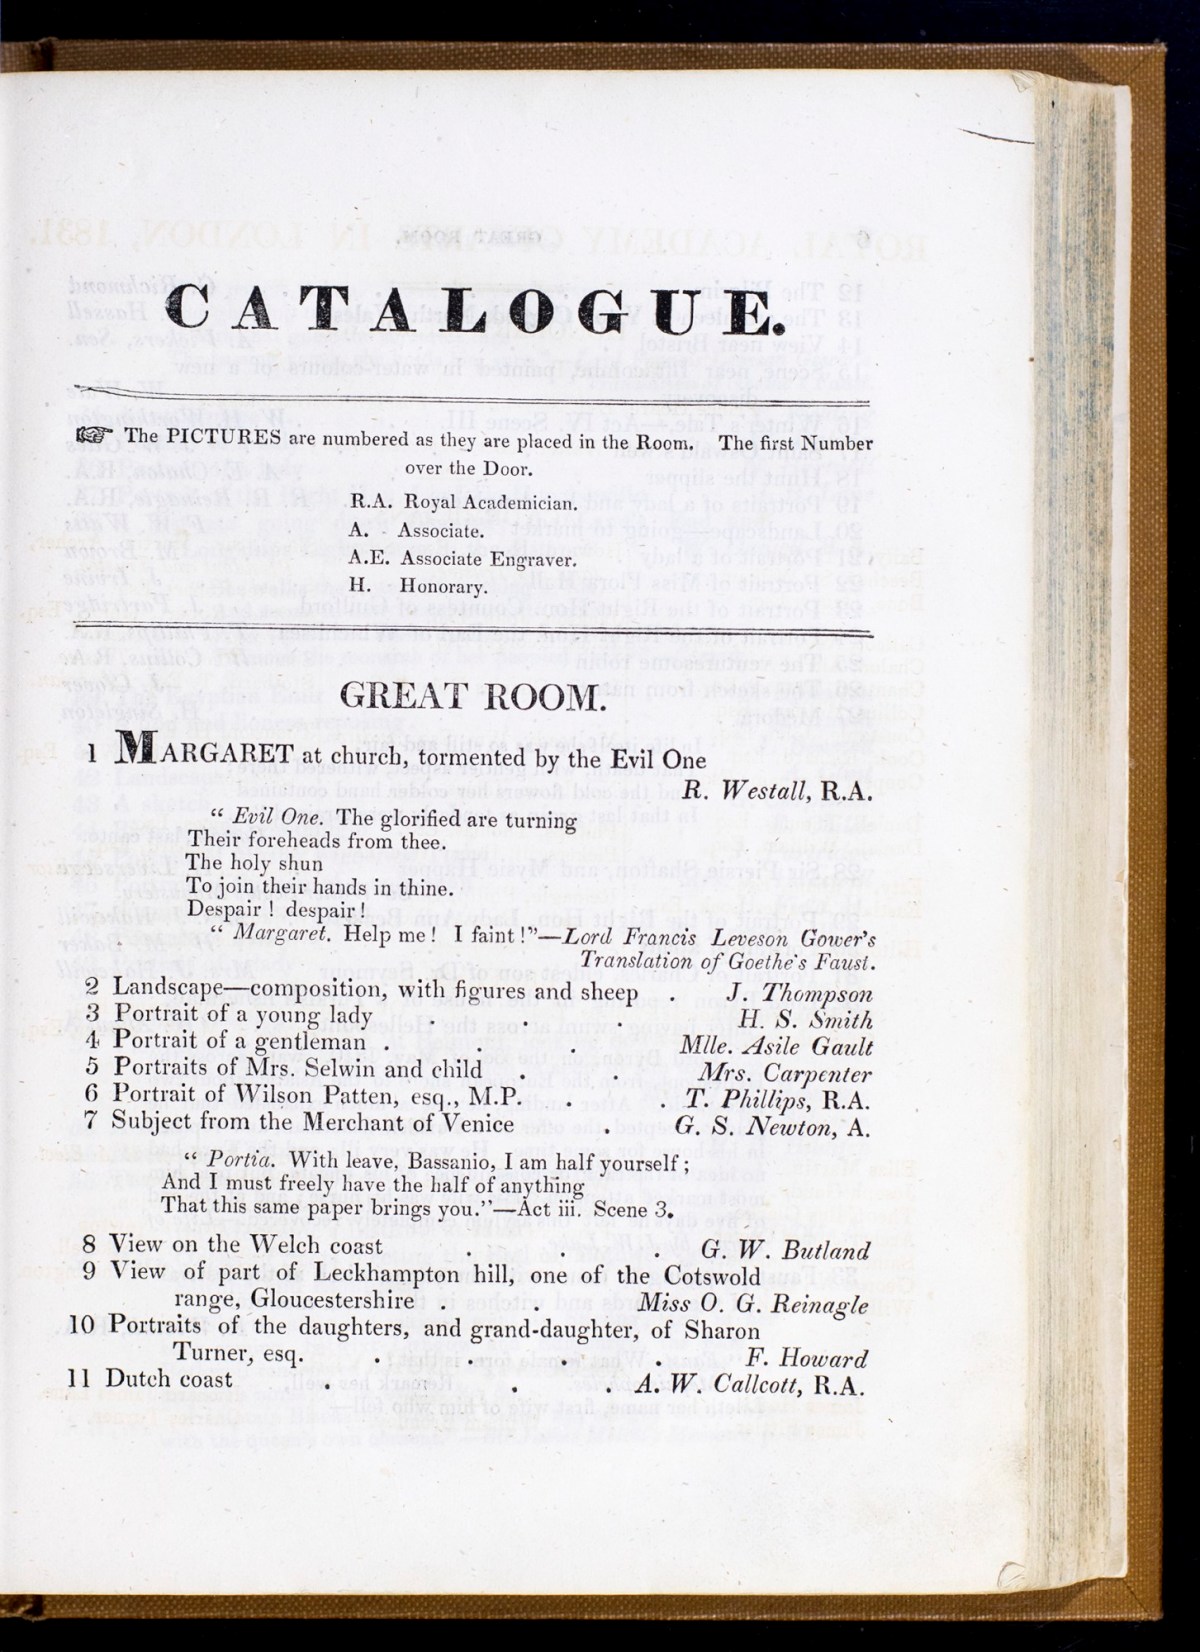 CATALOGUE.
☞ The PICTURES are numbered as they are placed in the Room. The first Number
over the Door.
R.A. Royal Academician.
A. - Associate.
A.E. Associate Engraver.
H. Honorary.
GREAT ROOM.
1 MARGARET at church, tormented by the Evil One
R. Westall, R.A.
“ Evil One. The glorified are turning
Their foreheads from thee.
The holy shun
To join their hands in thine.
Despair ! despair !
“ Margaret. Help me ! I faint !”—Lord Francis Leveson Gower's
Translation of Goethe's Faust.
2 Landscape—composition, with figures and sheep . J. Thompson
3 Portrait of a young lady . . . H. S. Smith
4 Portrait of a gentleman . . . Mlle. Asile Gault
5 Portraits of Mrs. Selwin and child . Mrs. Carpenter
6 Portrait of Wilson Patten, esq., M.P. . . T. Phillips, R.A.
7 Subject from the Merchant of Venice . G. S. Newton, A.
“ Portia. With leave, Bassanio, I am half yourself ;
And I must freely have the half of anything
That this same paper brings you.”—Act iii. Scene 3.
8 View on the Welch coast . . . G. W. Butland
9 View of part of Leckhampton hill, one of the Cotswold
range, Gloucestershire . . Miss O. G. Reinagle
10 Portraits of the daughters, and grand-daughter, of Sharon
Turner, esq. . . . . F. Howard
11 Dutch coast . . . A. W. Callcott, R.A.